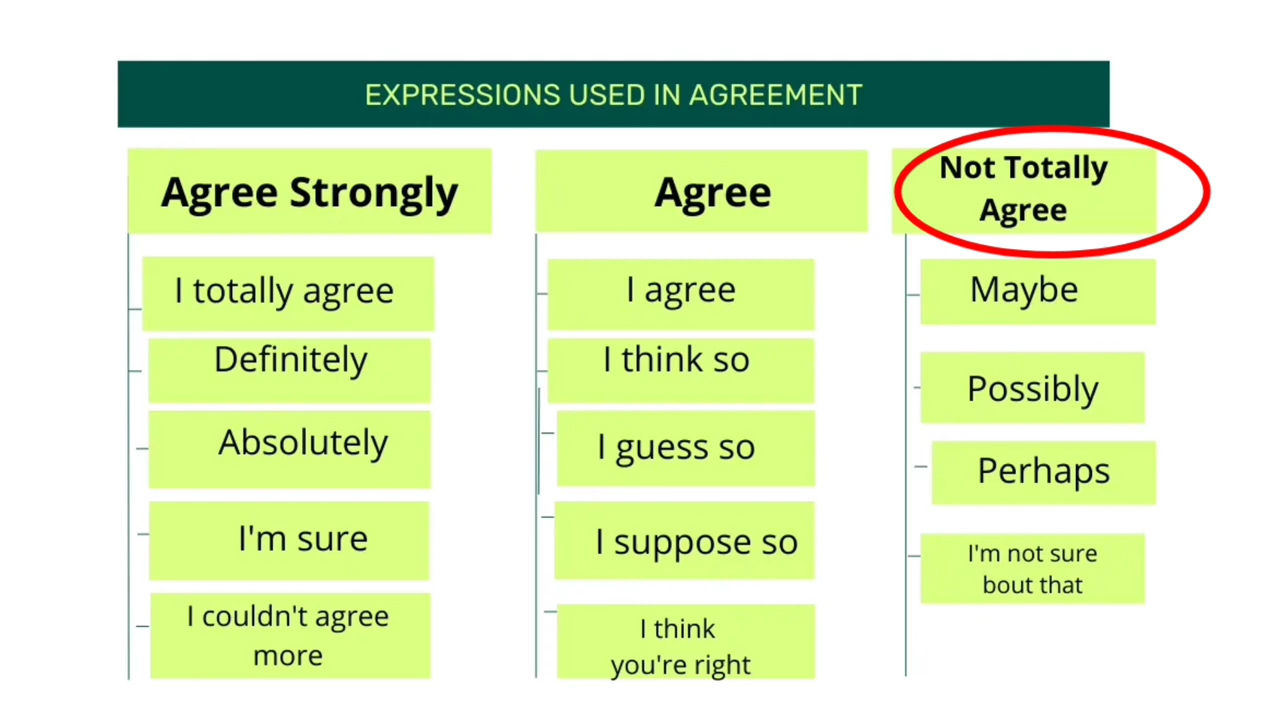 EXPRESSIONS USED IN AGREEMENT
Agree Strongly
I totally agree
Definitely
Absolutely
I'm sure
I couldn't agree
more
Agree
I agree
I think so
I guess so
I suppose so
I think
you're right
Not Totally
Agree
Maybe
Possibly
Perhaps
I'm not sure
bout that